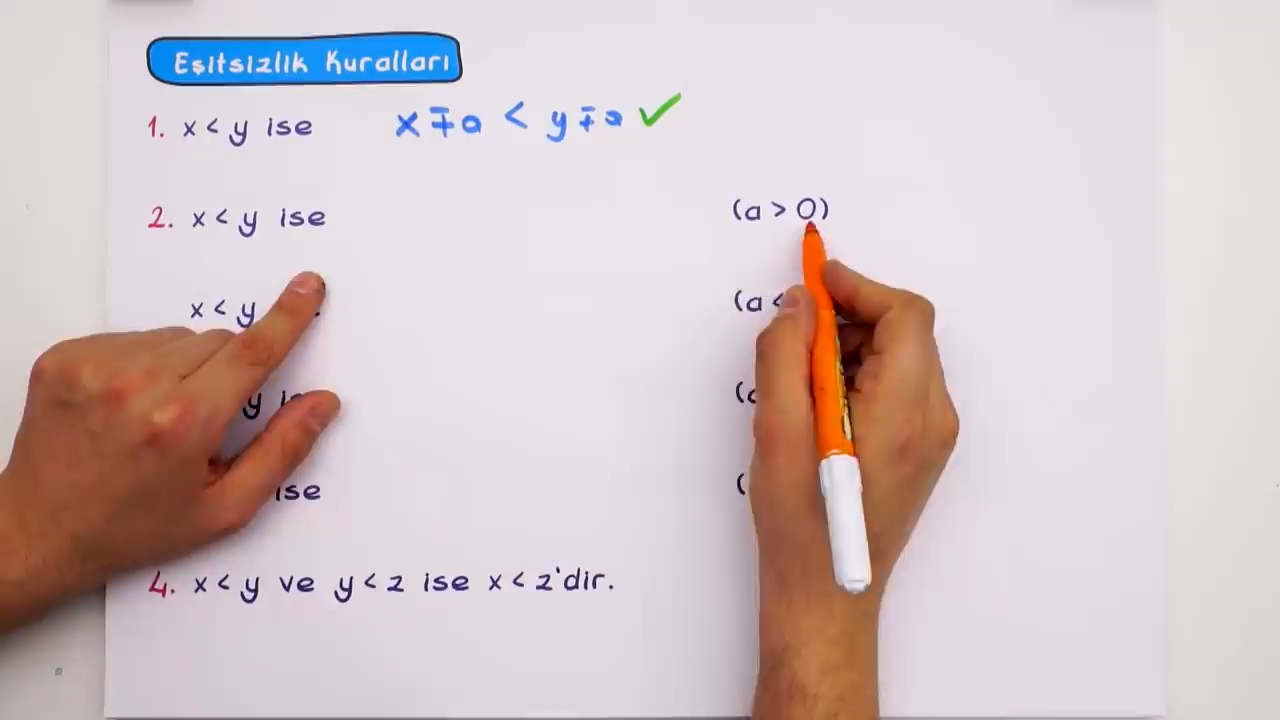 Eşitsizlik Kuralları
1. x < y ise x ∓ a < y ∓ a ✓
2. x < y ise (a > 0)
x < y (a <
y (
ise (
4. x < y ve y < z ise x < z'dir.